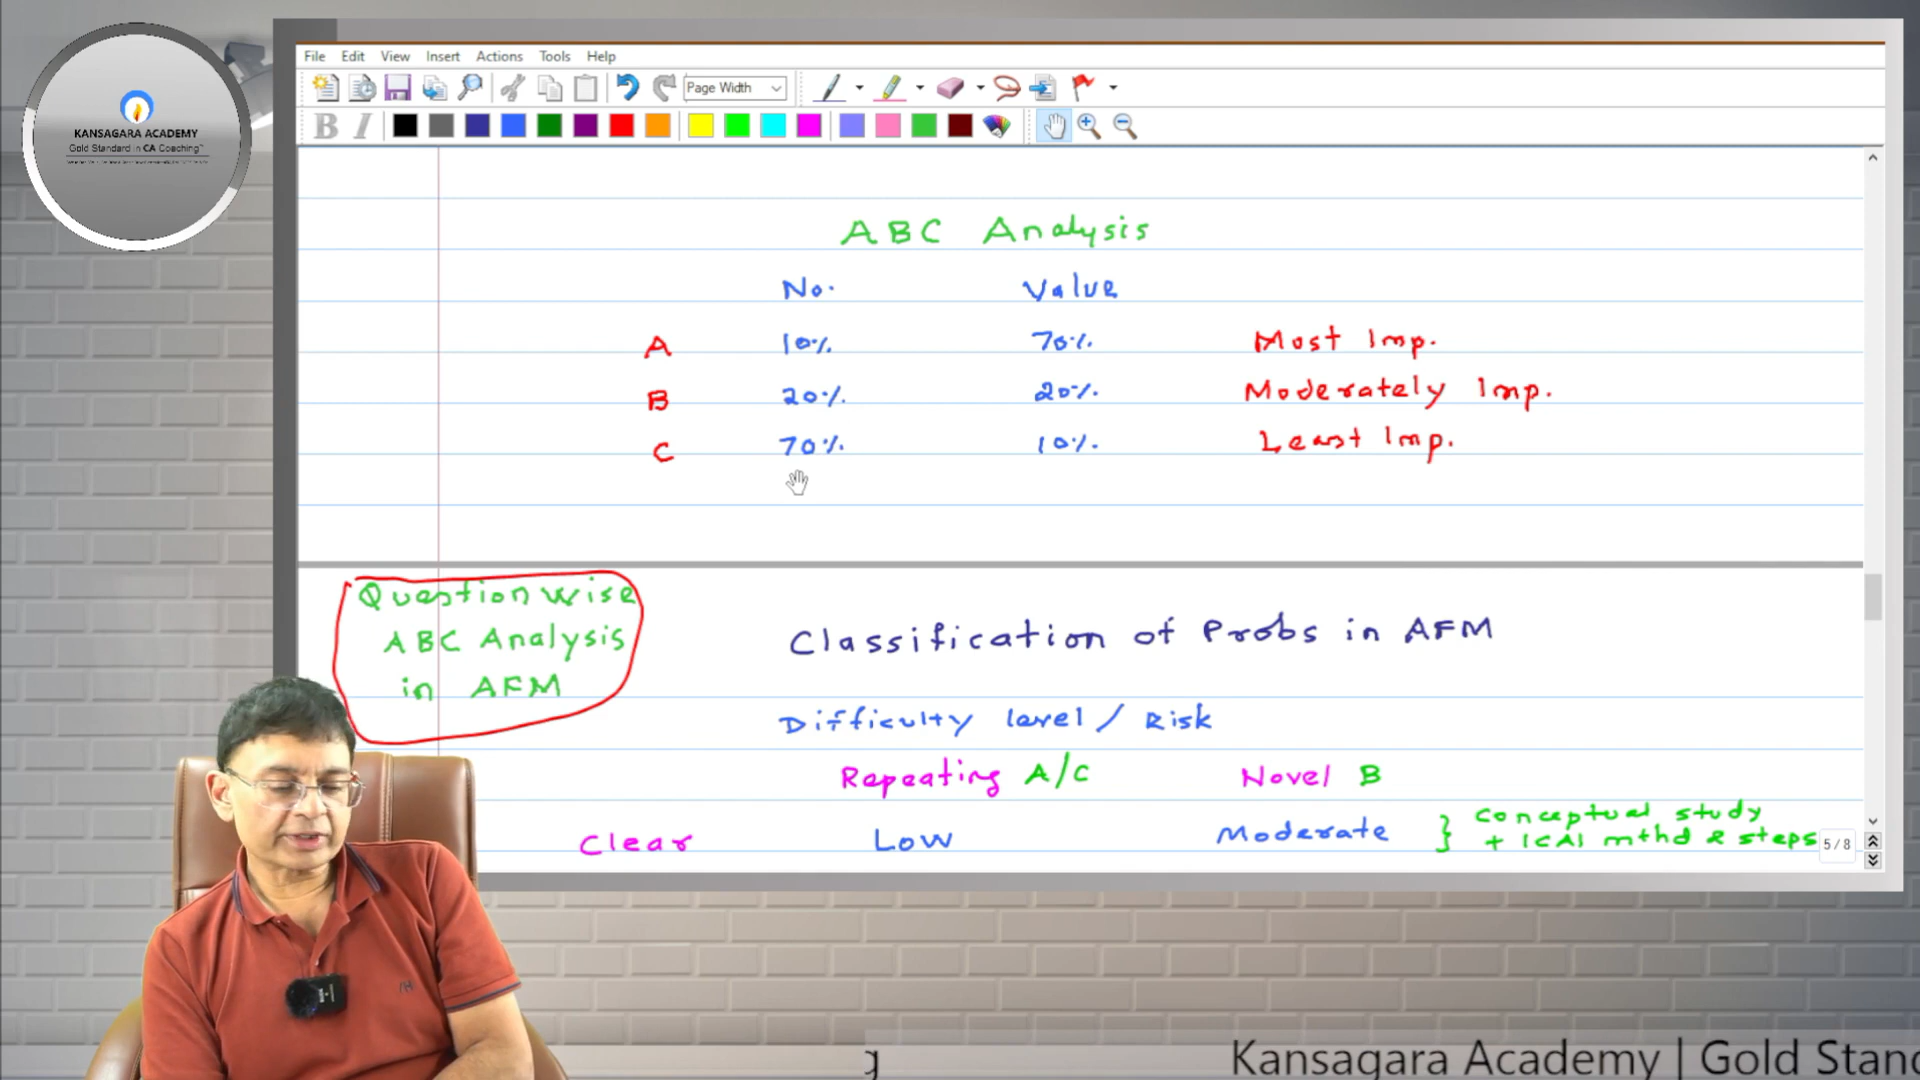 KANSAGARA ACADEMY
Gold Standard in CA Coaching™
File Edit View Insert Actions Tools Help
Page Width
B I
ABC Analysis
No. Value
A 10% 70% Most Imp.
B 20% 20% Moderately Imp.
C 70% 10% Least Imp.
Questionwise
ABC Analysis
in AFM
Classification of Probs in AFM
Difficulty level / Risk
Repeating A/C Novel B
Clear Low Moderate } Conceptual study
+ ICAI mthd & steps
5 / 8
g Kansagara Academy | Gold Stand